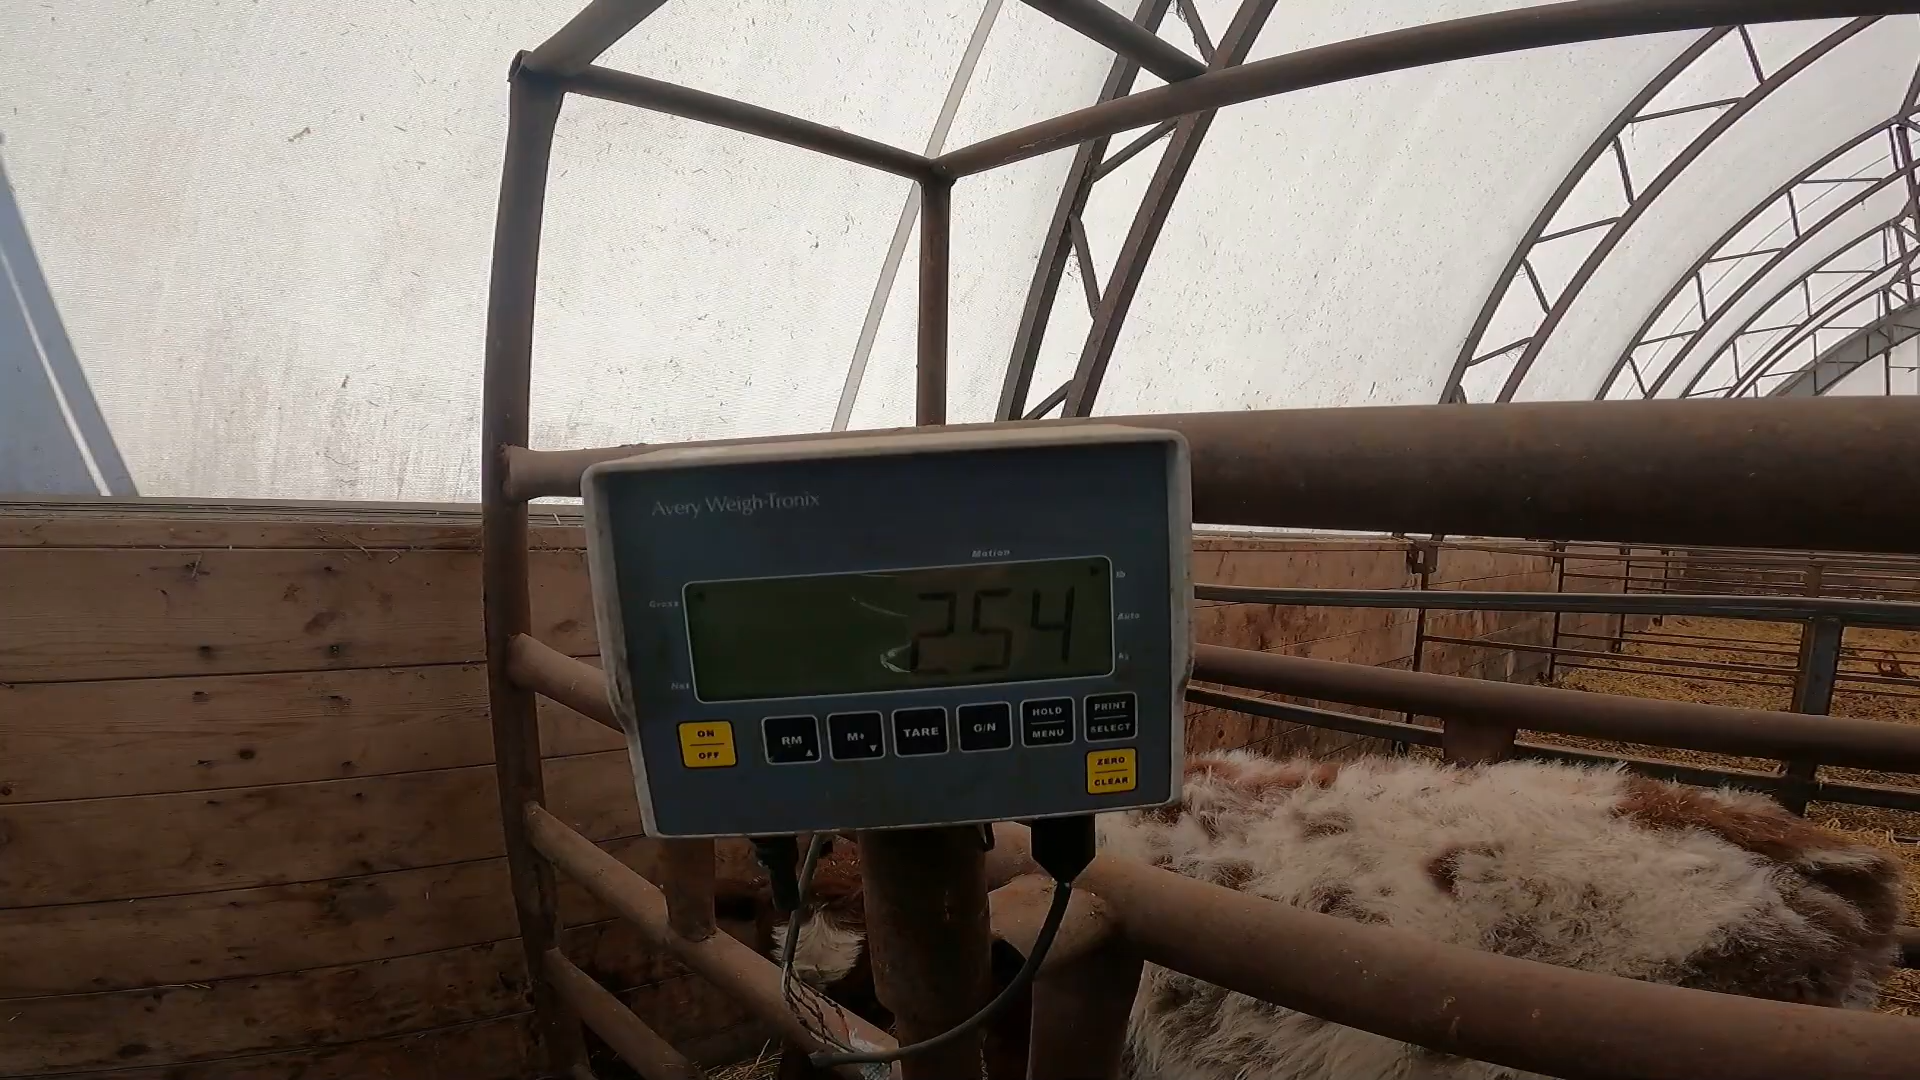 Avery Weigh-Tronix
Motion
Gross
254
lb
Auto
Net
kg
ON
OFF
RM
M+
TARE
G/N
HOLD
MENU
PRINT
SELECT
ZERO
CLEAR